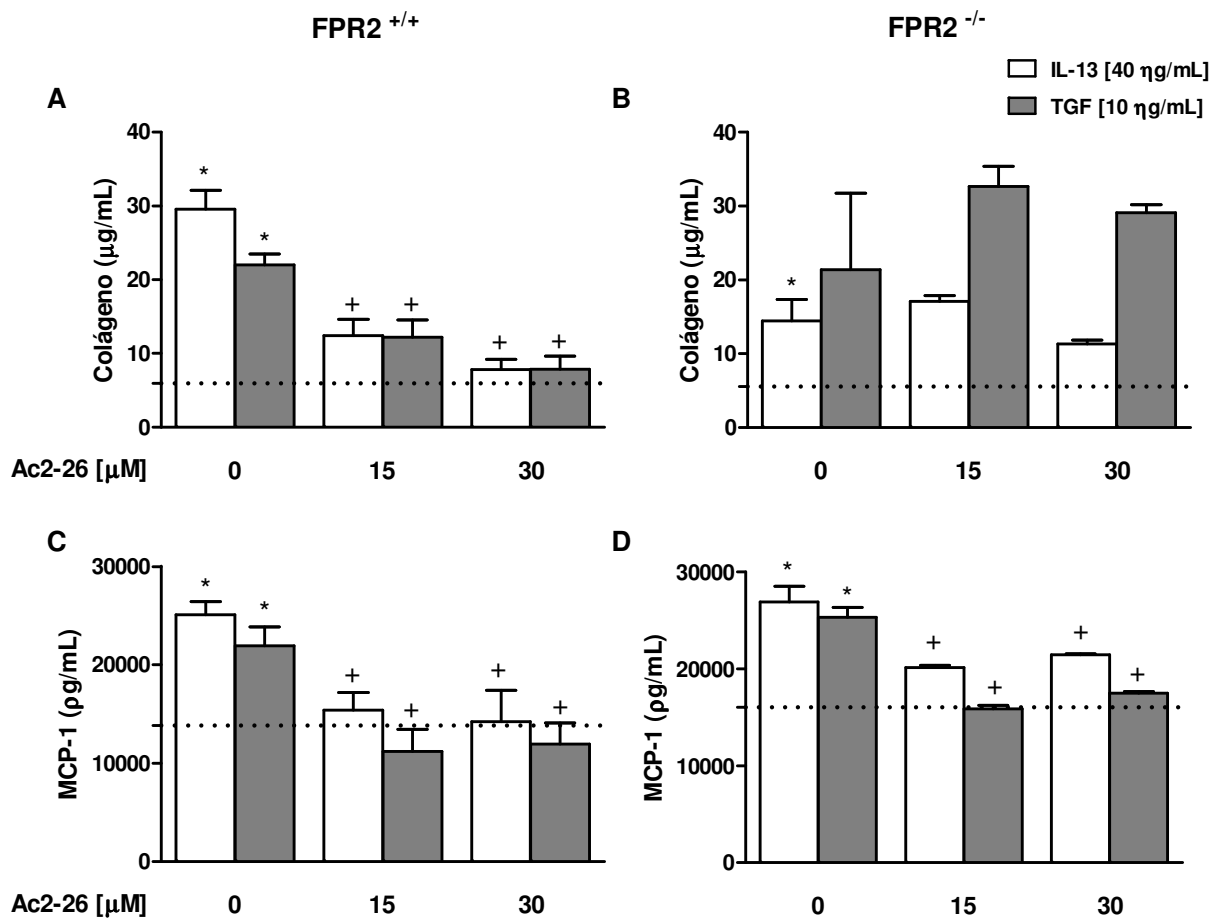 FPR2 +/+
FPR2 -/-
IL-13 [40 ηg/mL]
TGF [10 ηg/mL]
A
Colágeno (μg/mL)
40
30
20
10
0
*
*
+
+
+
+
Ac2-26 [μM]
0 15 30
B
Colágeno (μg/mL)
40
30
20
10
0
*
0 15 30
C
MCP-1 (ρg/mL)
30000
20000
10000
0
*
*
+
+
+
+
Ac2-26 [μM]
0 15 30
D
MCP-1 (ρg/mL)
30000
20000
10000
0
*
*
+
+
+
+
0 15 30